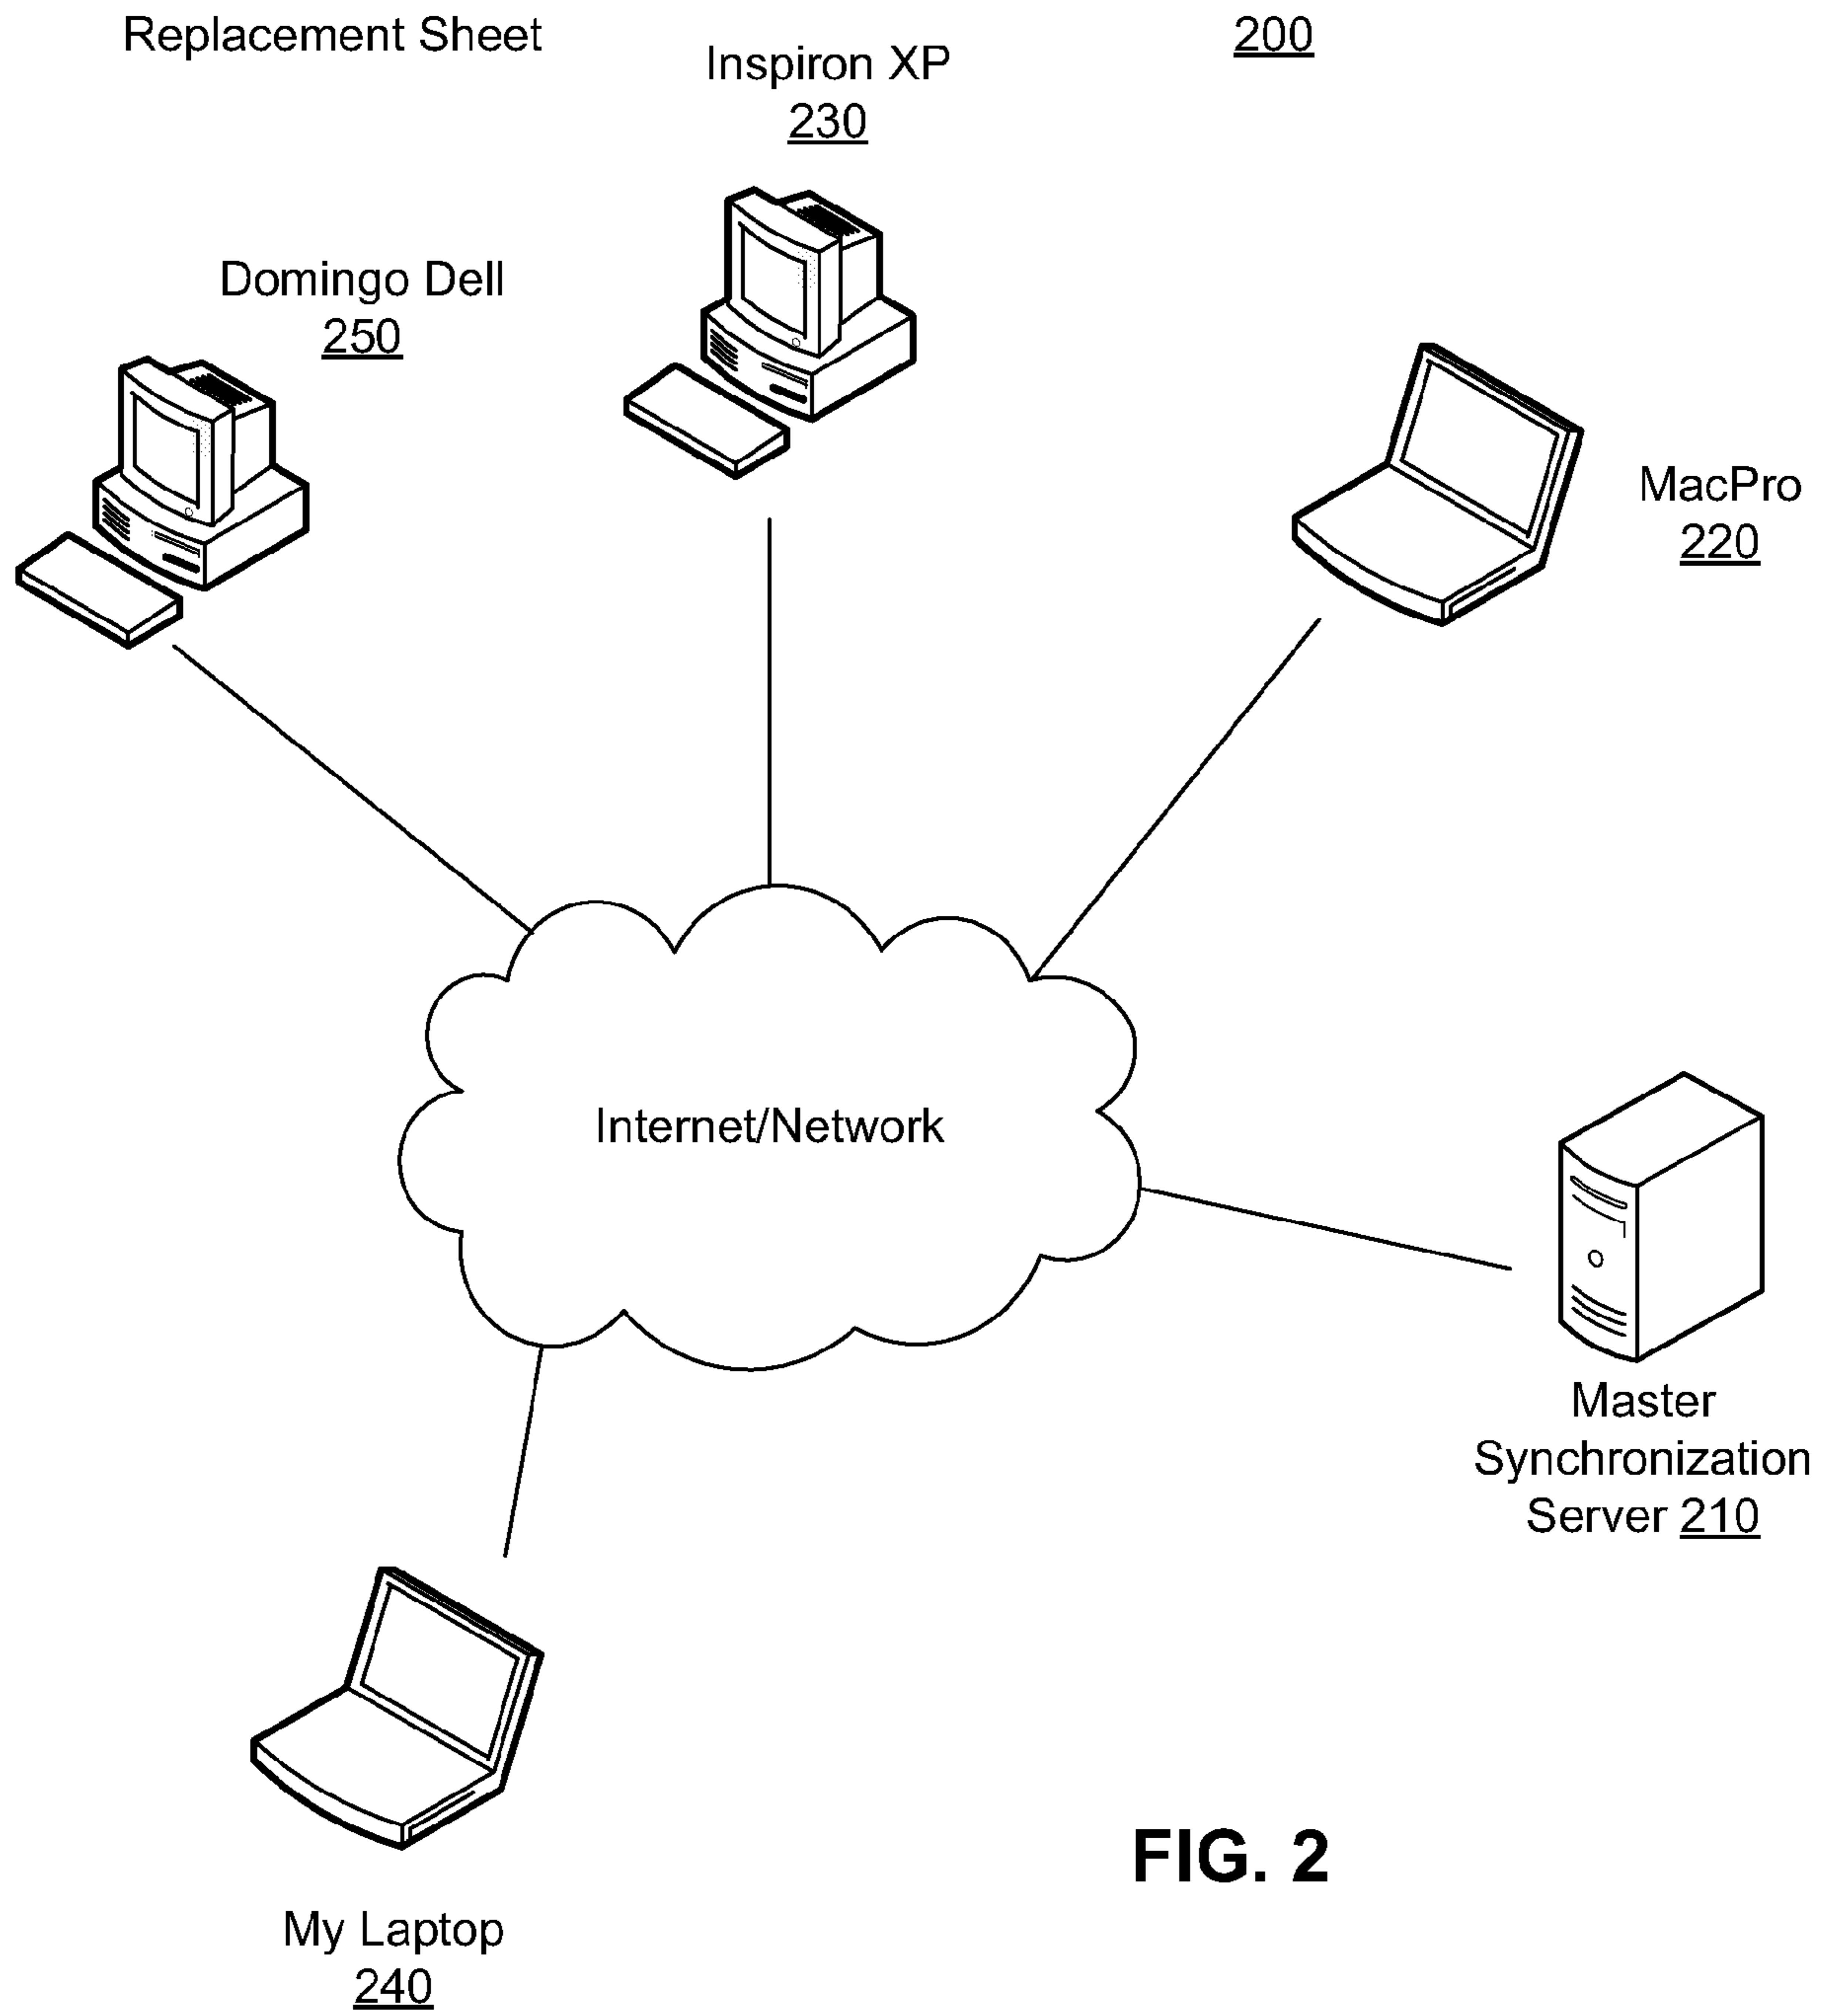 Replacement Sheet
200
Inspiron XP
230
Domingo Dell
250
MacPro
220
Internet/Network
Master
Synchronization
Server 210
FIG. 2
My Laptop
240